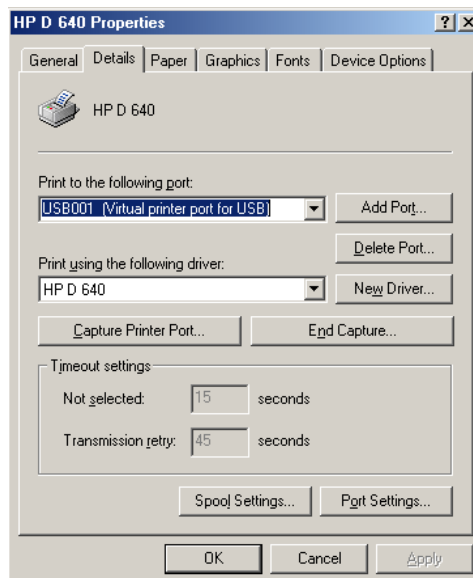 HP D 640 Properties
General Details Paper Graphics Fonts Device Options
HP D 640
Print to the following port:
USB001 (Virtual printer port for USB) Add Port...
Delete Port...
Print using the following driver:
HP D 640 New Driver...
Capture Printer Port... End Capture...
Timeout settings
Not selected: 15 seconds
Transmission retry: 45 seconds
Spool Settings... Port Settings...
OK Cancel Apply